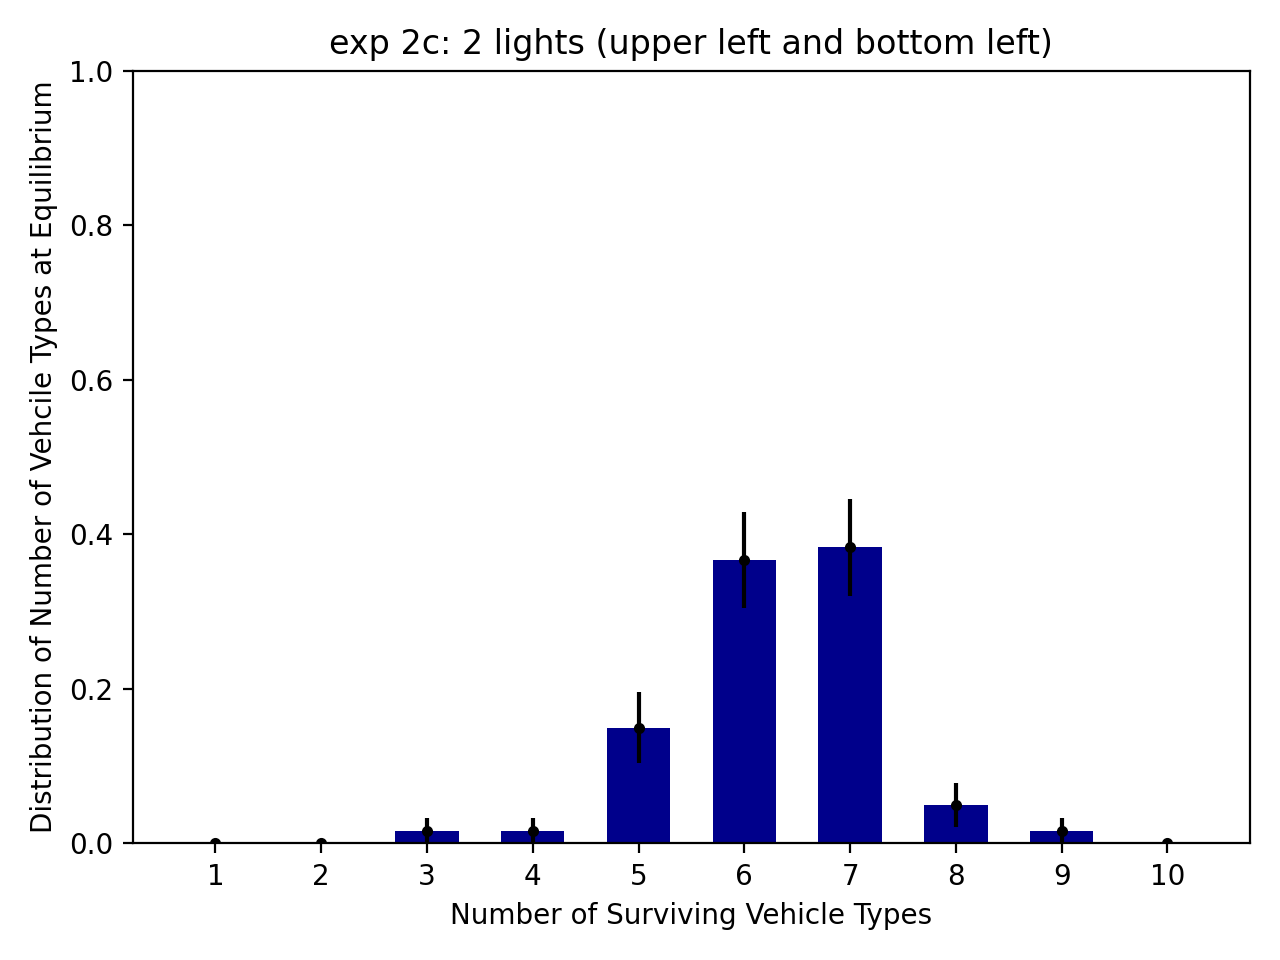 exp 2c: 2 lights (upper left and bottom left)
Distribution of Number of Vehcile Types at Equilibrium
1.0
0.8
0.6
0.4
0.2
0.0
1 2 3 4 5 6 7 8 9 10
Number of Surviving Vehicle Types